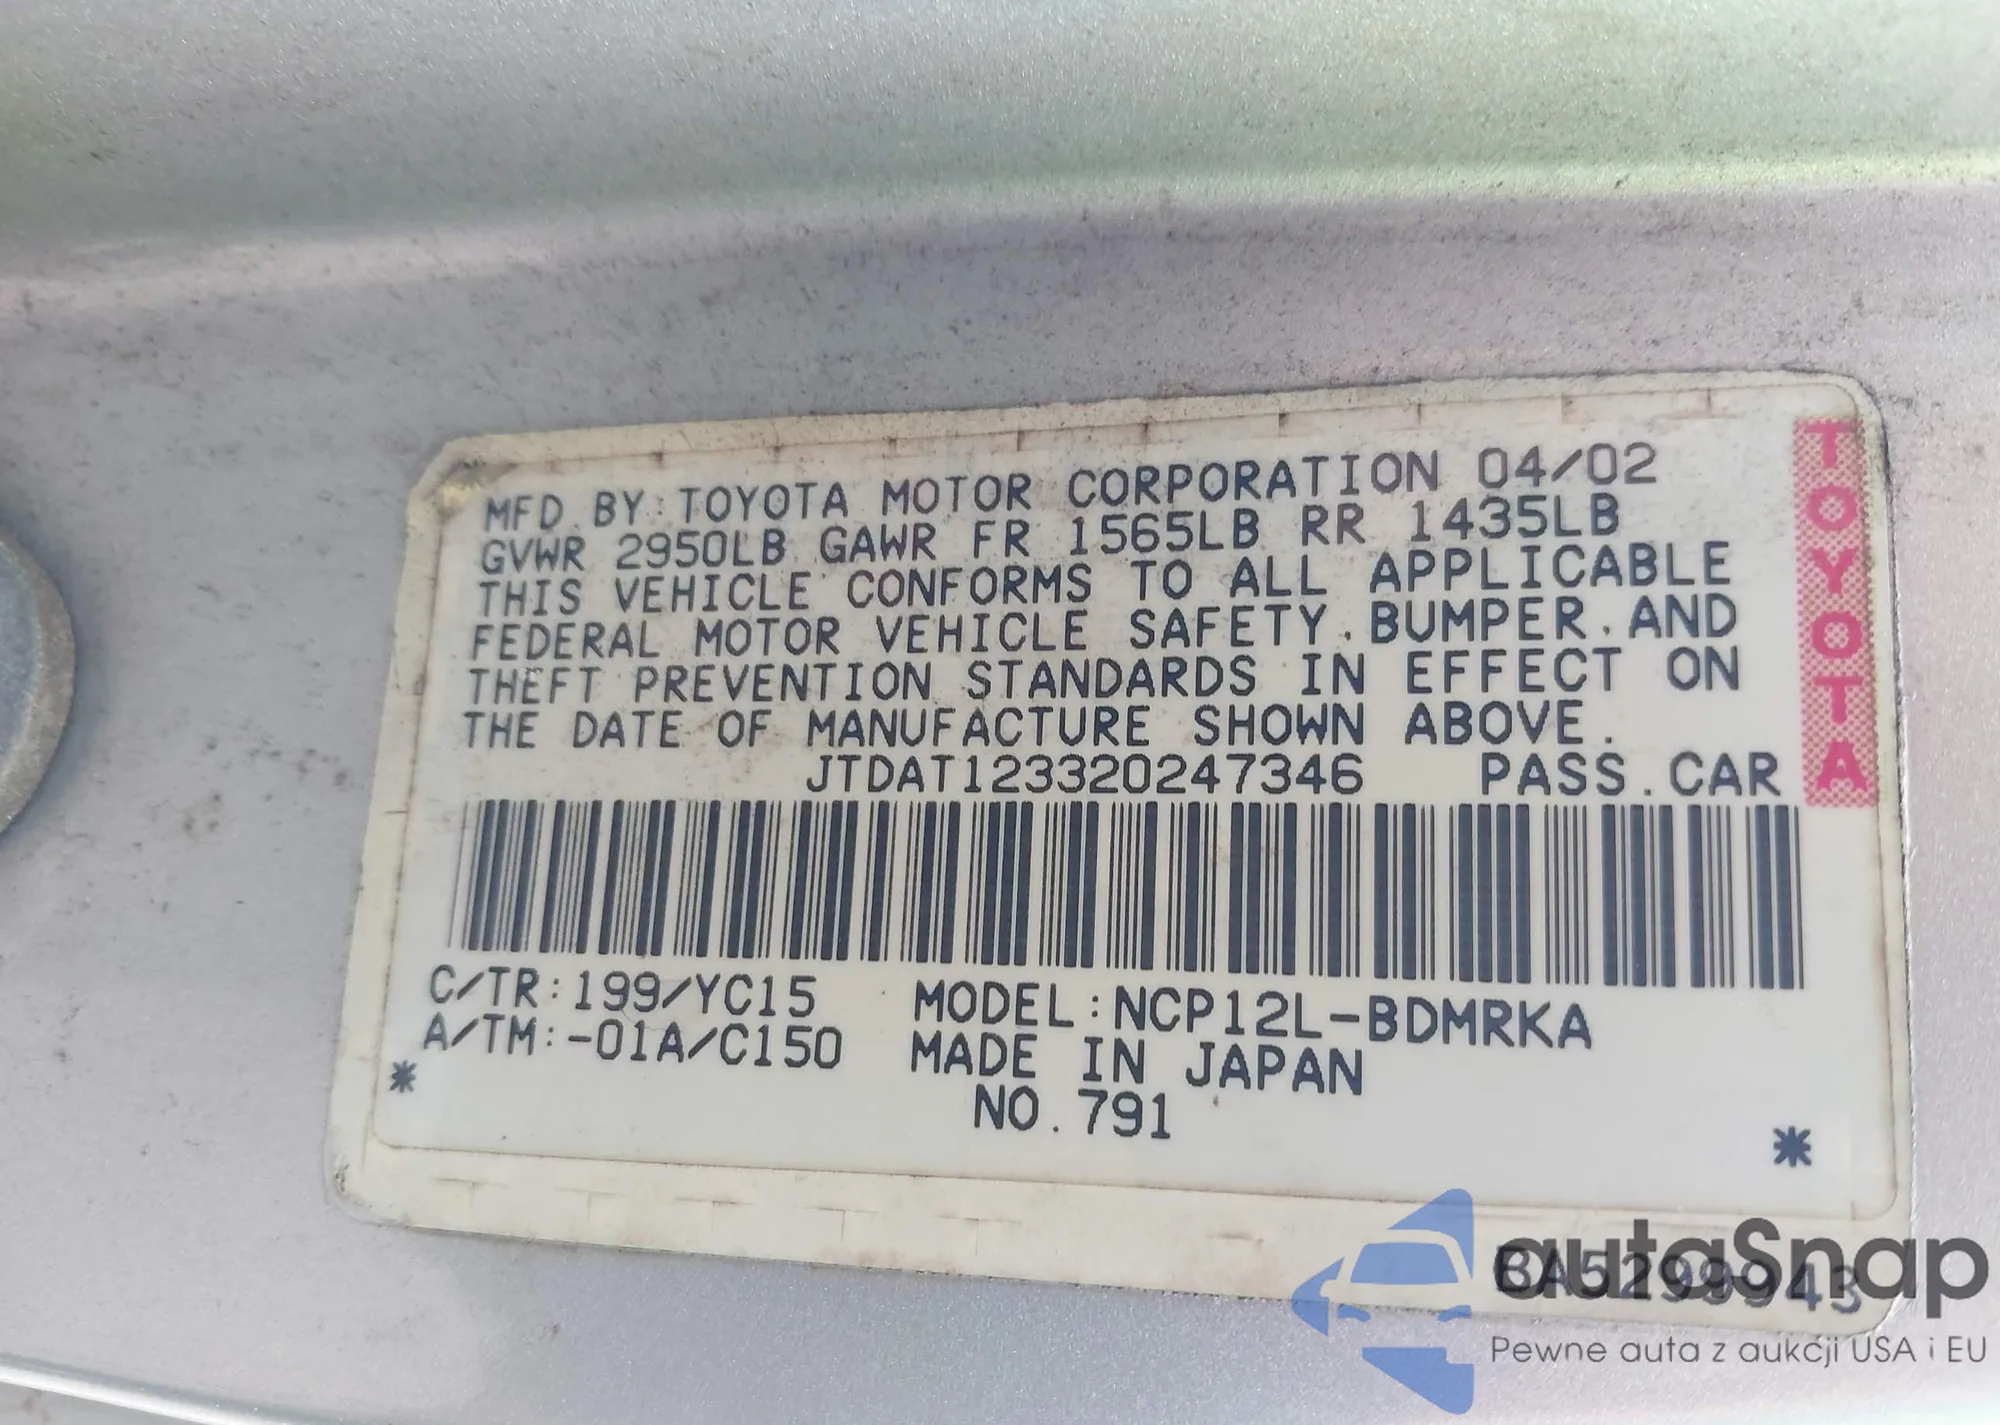 MFD.BY:TOYOTA MOTOR CORPORATION 04/02
GVWR 2950LB GAWR FR 1565LB RR 1435LB
THIS VEHICLE CONFORMS TO ALL APPLICABLE
FEDERAL MOTOR VEHICLE SAFETY.BUMPER.AND
THEFT PREVENTION STANDARDS IN EFFECT ON
THE DATE OF MANUFACTURE SHOWN ABOVE.
JTDAT123320247346 PASS.CAR
TOYOTA
C/TR:199/YC15 MODEL:NCP12L-BDMRKA
A/TM:-01A/C150 MADE IN JAPAN
NO.791
* *
BA5299943
autaSnap
Pewne auta z aukcji USA i EU